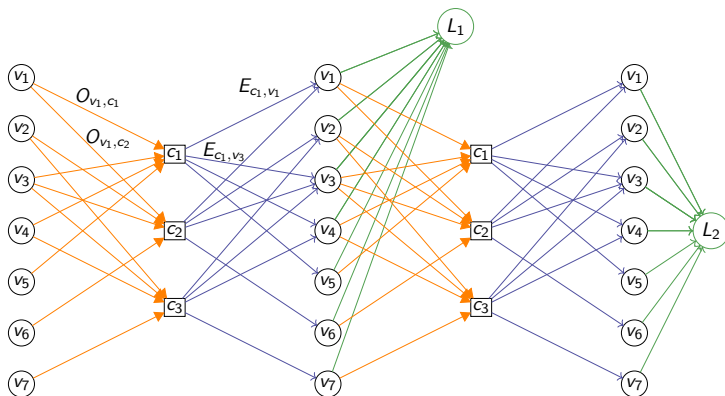 L₁
v₁ v₁ v₁
O_{v₁,c₁} E_{c₁,v₁}
v₂ O_{v₁,c₂} v₂ v₂
c₁ E_{c₁,v₃} c₁
v₃ v₃ v₃
v₄ c₂ v₄ c₂ v₄ L₂
v₅ v₅ v₅
c₃ c₃
v₆ v₆ v₆
v₇ v₇ v₇